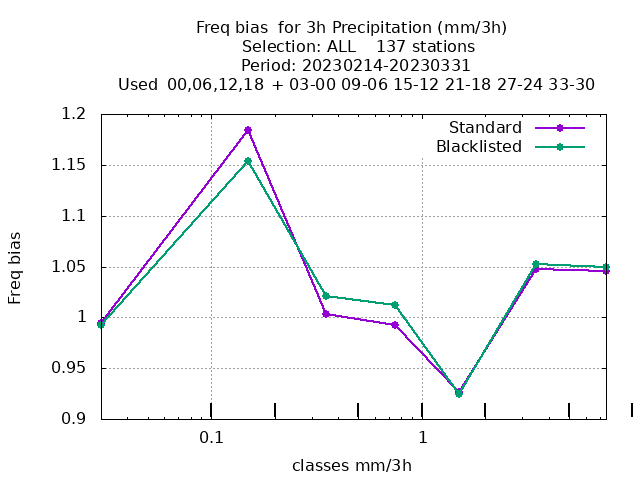 Freq bias  for 3h Precipitation (mm/3h)
Selection: ALL    137 stations
Period: 20230214-20230331
Used  00,06,12,18  + 03-00 09-06 15-12 21-18 27-24 33-30
1.2
Standard
Blacklisted
1.15
1.1
1.05
1
0.95
0.9
Freq bias
0.1
1
classes mm/3h